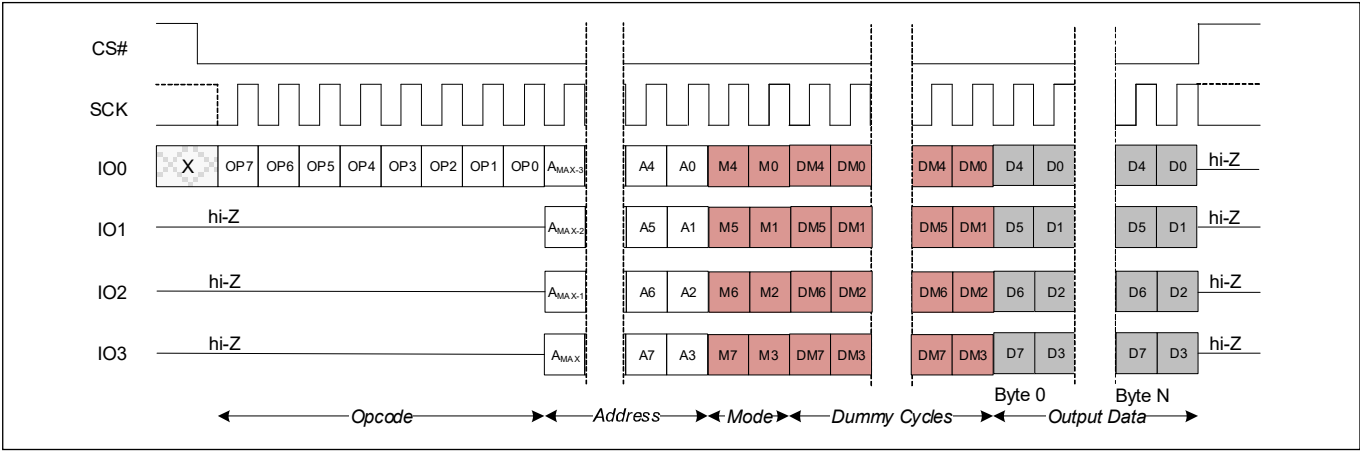 CS#
SCK
IO0 X OP7 OP6 OP5 OP4 OP3 OP2 OP1 OP0 AMAX-3 A4 A0 M4 M0 DM4 DM0 DM4 DM0 D4 D0 D4 D0 hi-Z
IO1 hi-Z AMAX-2 A5 A1 M5 M1 DM5 DM1 DM5 DM1 D5 D1 D5 D1 hi-Z
IO2 hi-Z AMAX-1 A6 A2 M6 M2 DM6 DM2 DM6 DM2 D6 D2 D6 D2 hi-Z
IO3 hi-Z AMAX A7 A3 M7 M3 DM7 DM3 DM7 DM3 D7 D3 D7 D3 hi-Z
Byte 0 Byte N
Opcode Address Mode Dummy Cycles Output Data